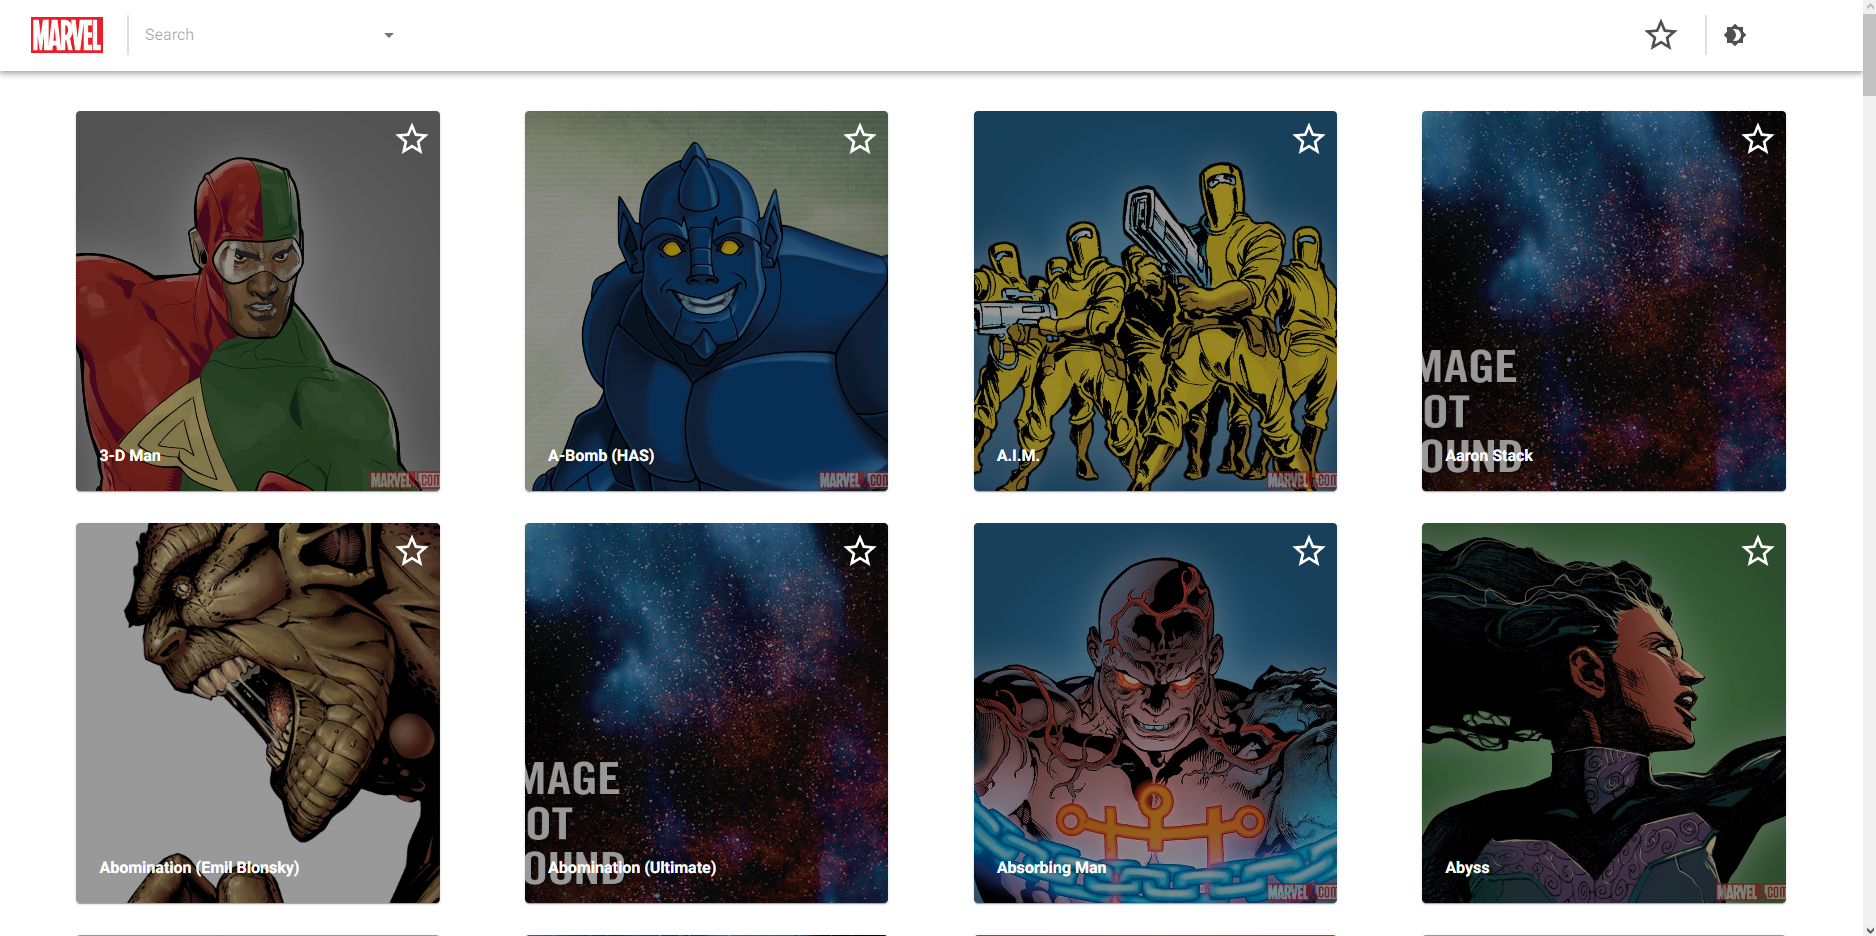 MARVEL
Search
3-D Man
MARVEL.COM
A-Bomb (HAS)
MARVEL.COM
A.I.M.
MARVEL.COM
MAGE
OT
OUND
Aaron Stack
Abomination (Emil Blonsky)
MAGE
OT
OUND
Abomination (Ultimate)
Absorbing Man
MARVEL.COM
Abyss
MARVEL.COM